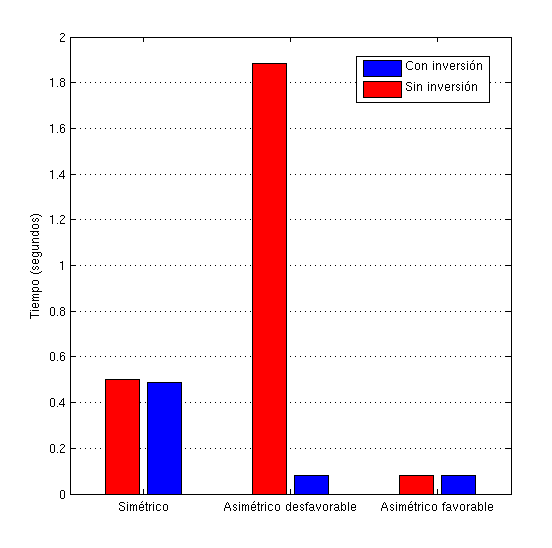 2
Con inversión
1.8
Sin inversión
1.6
1.4
1.2
Tiempo (segundos)
1
0.8
0.6
0.4
0.2
0
Simétrico Asimétrico desfavorable Asimétrico favorable